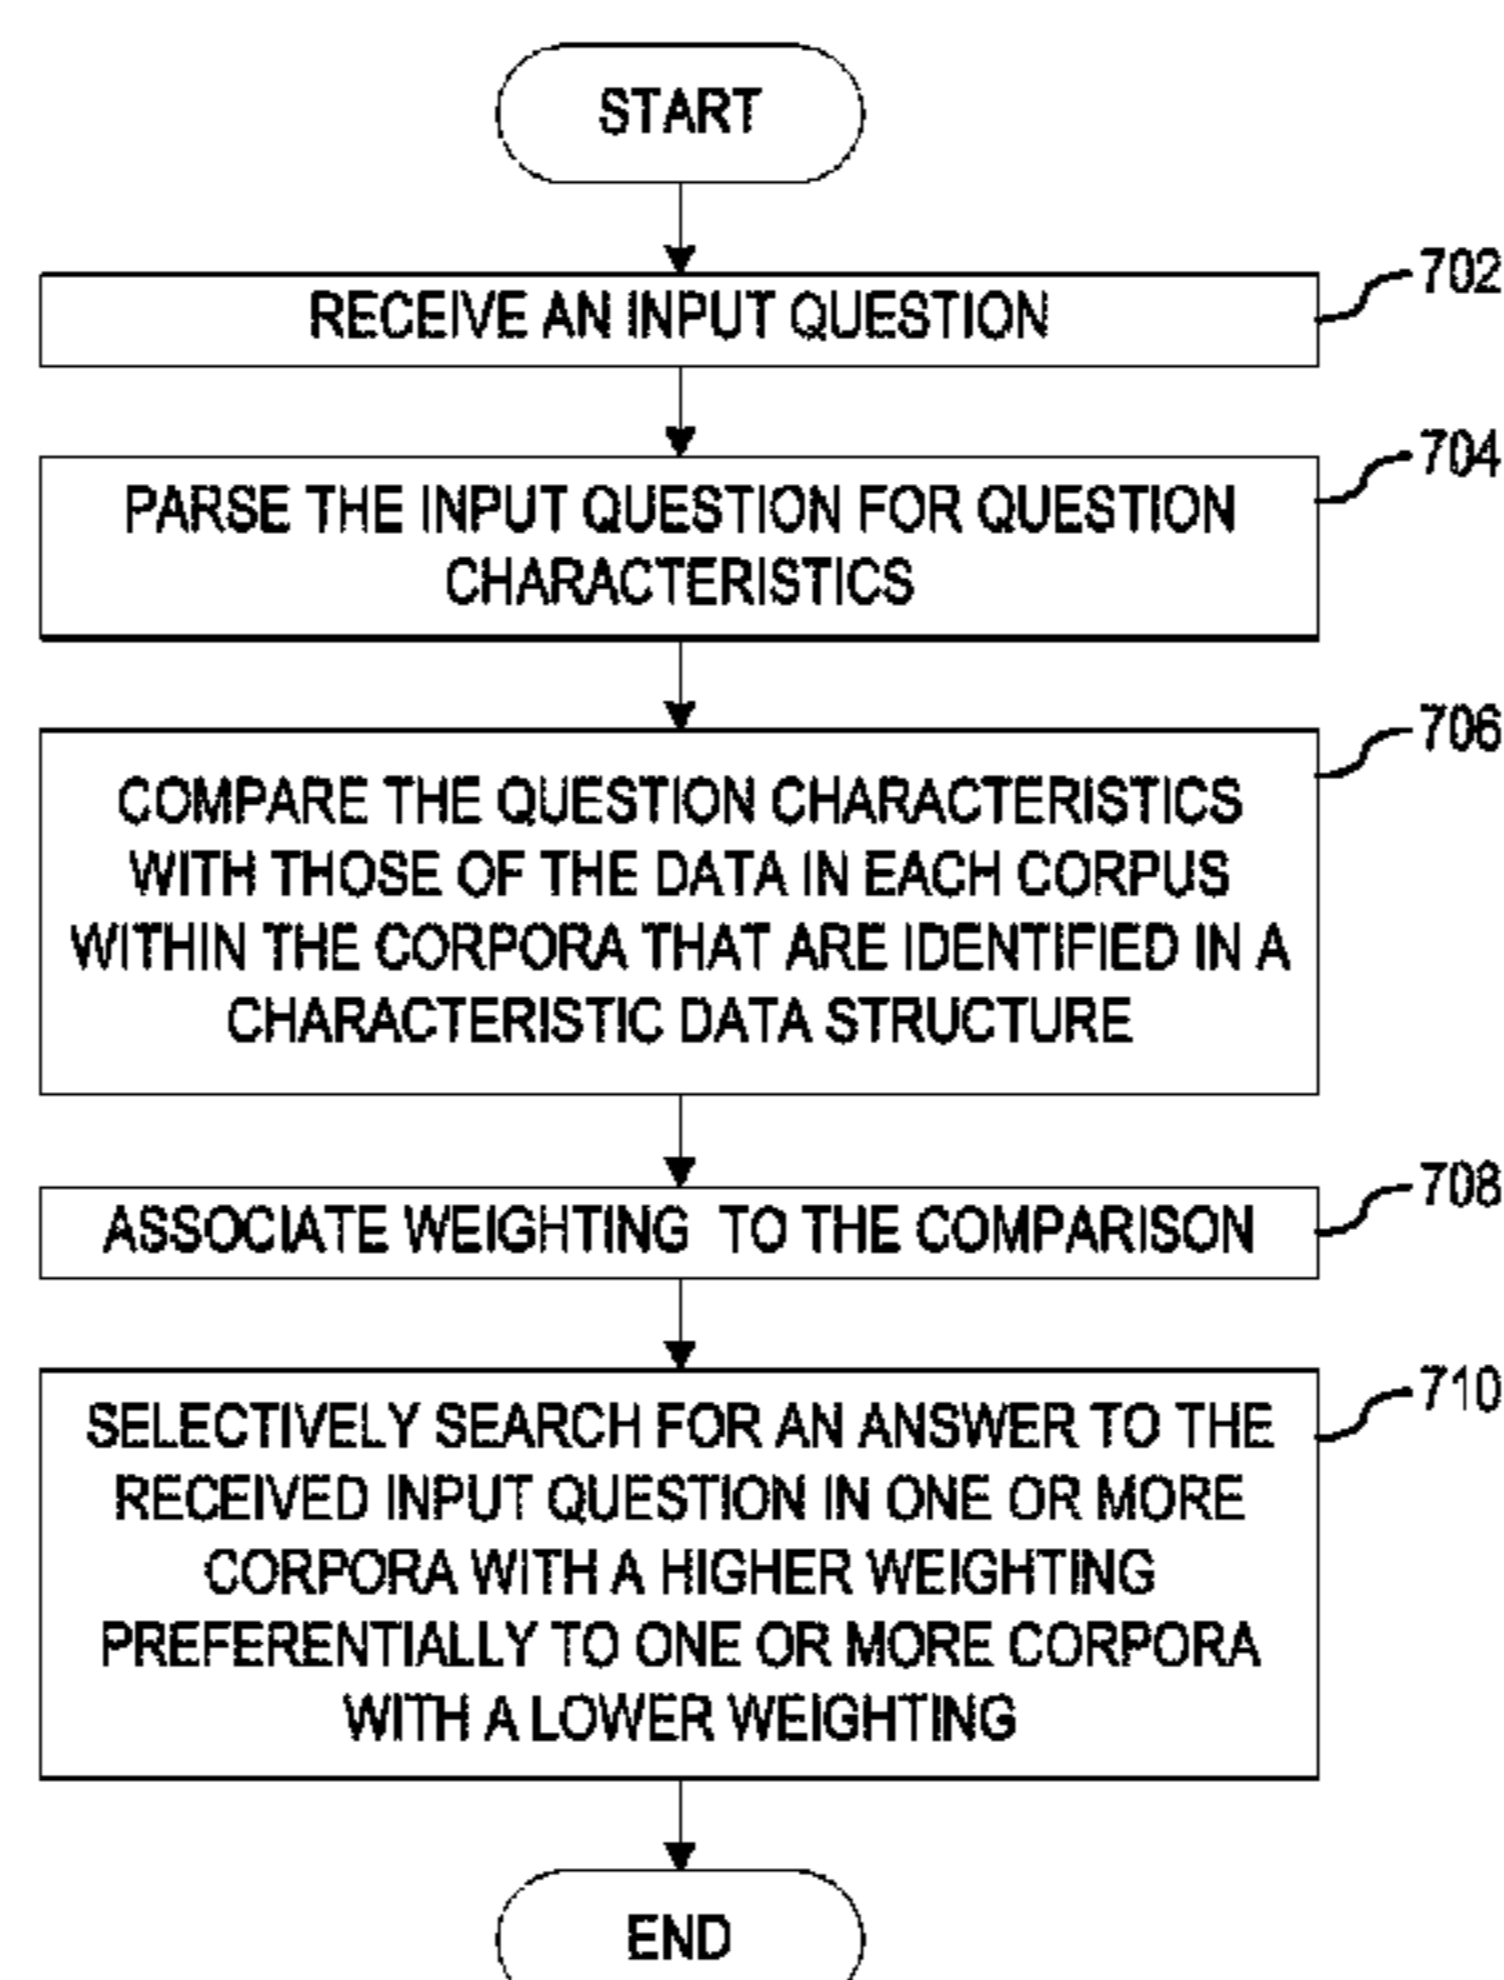 START
RECEIVE AN INPUT QUESTION
702
PARSE THE INPUT QUESTION FOR QUESTION
CHARACTERISTICS
704
COMPARE THE QUESTION CHARACTERISTICS
WITH THOSE OF THE DATA IN EACH CORPUS
WITHIN THE CORPORA THAT ARE IDENTIFIED IN A
CHARACTERISTIC DATA STRUCTURE
706
ASSOCIATE WEIGHTING TO THE COMPARISON
708
SELECTIVELY SEARCH FOR AN ANSWER TO THE
RECEIVED INPUT QUESTION IN ONE OR MORE
CORPORA WITH A HIGHER WEIGHTING
PREFERENTIALLY TO ONE OR MORE CORPORA
WITH A LOWER WEIGHTING
710
END